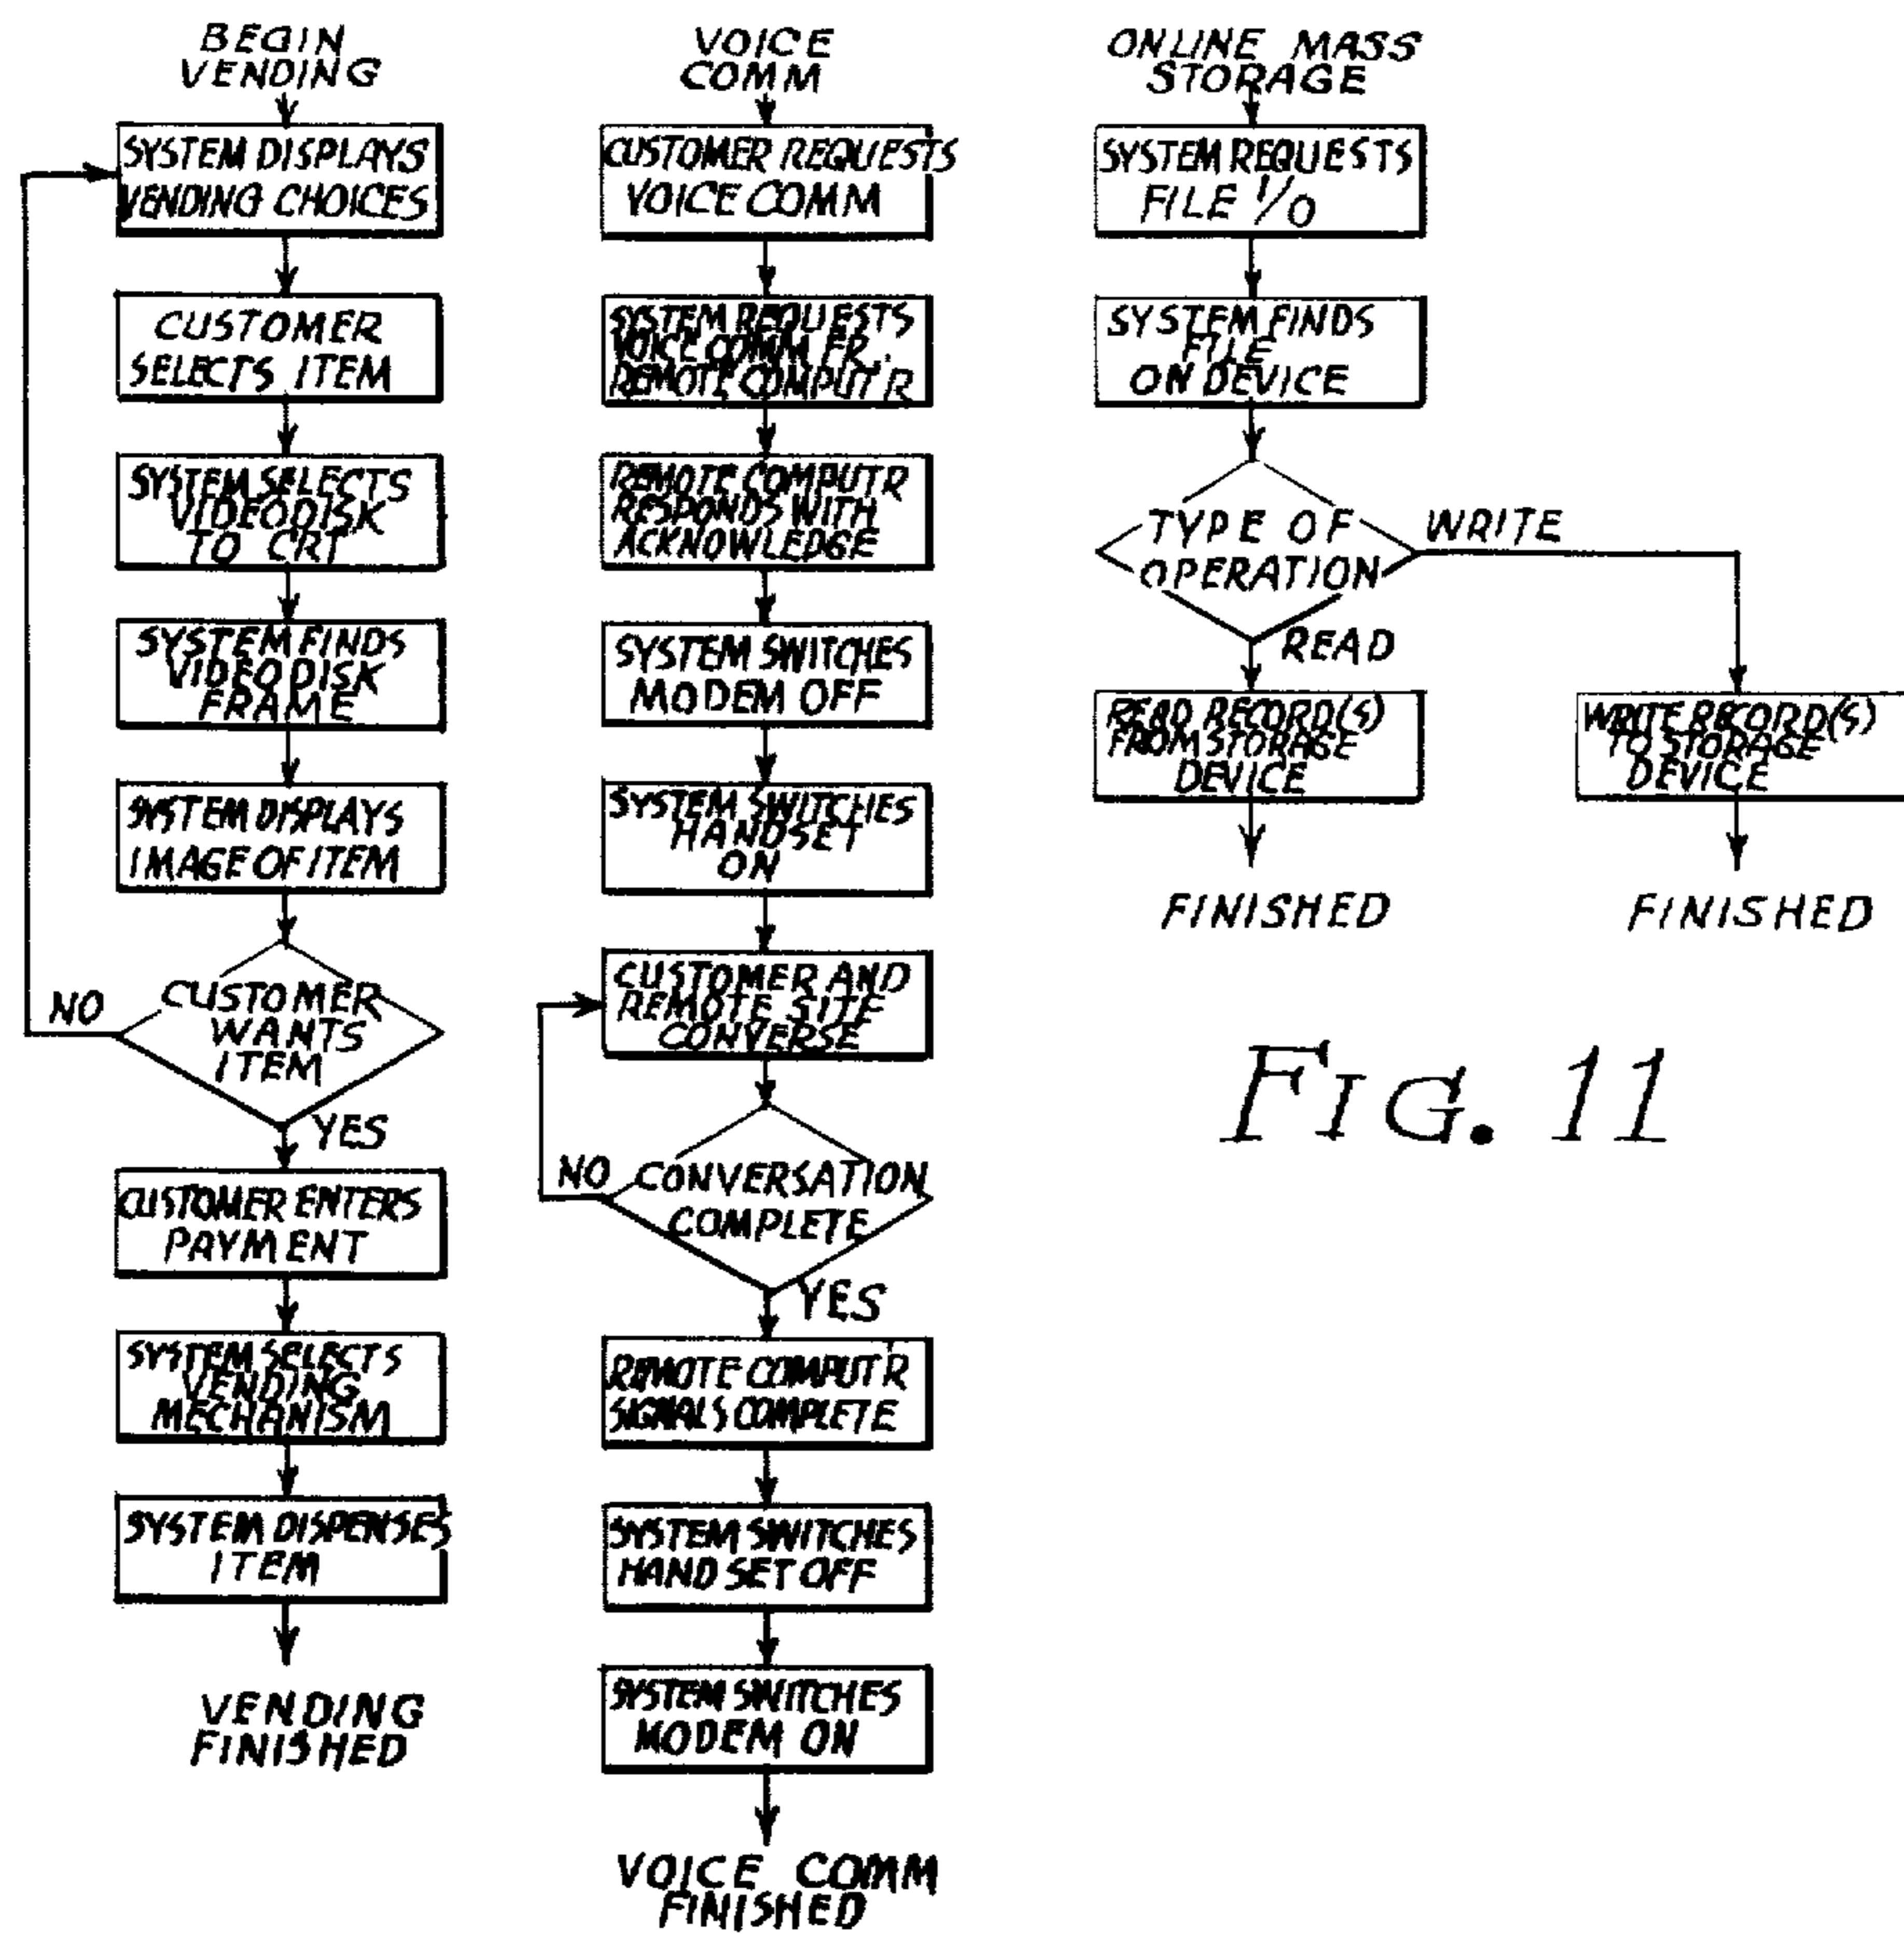 BEGIN
VENDING
SYSTEM DISPLAYS
VENDING CHOICES
CUSTOMER
SELECTS ITEM
SYSTEM SELECTS
VIDEODISK
TO CRT
SYSTEM FINDS
VIDEODISK
FRAME
SYSTEM DISPLAYS
IMAGE OF ITEM
NO
CUSTOMER
WANTS
ITEM
YES
CUSTOMER ENTERS
PAYMENT
SYSTEM SELECTS
VENDING
MECHANISM
SYSTEM DISPENSES
ITEM
VENDING
FINISHED
VOICE
COMM
CUSTOMER REQUESTS
VOICE COMM
SYSTEM REQUESTS
VOICE COMM FR.
REMOTE COMPUT'R
REMOTE COMPUTR
RESPONDS WITH
ACKNOWLEDGE
SYSTEM SWITCHES
MODEM OFF
SYSTEM SWITCHES
HANDSET
ON
CUSTOMER AND
REMOTE SITE
CONVERSE
NO
CONVERSATION
COMPLETE
YES
REMOTE COMPUT'R
SIGNALS COMPLETE
SYSTEM SWITCHES
HAND SET OFF
SYSTEM SWITCHES
MODEM ON
VOICE COMM
FINISHED
ONLINE MASS
STORAGE
SYSTEM REQUESTS
FILE I/O
SYSTEM FINDS
FILE
ON DEVICE
TYPE OF
OPERATION
WRITE
READ
READ RECORD(S)
FROM STORAGE
DEVICE
FINISHED
WRITE RECORD(S)
TO STORAGE
DEVICE
FINISHED
FIG. 11